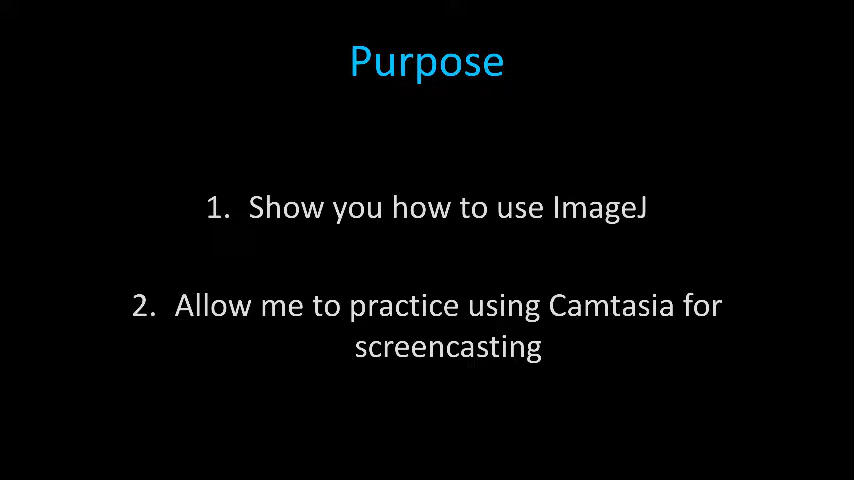 Purpose
1. Show you how to use ImageJ
2. Allow me to practice using Camtasia for
screencasting